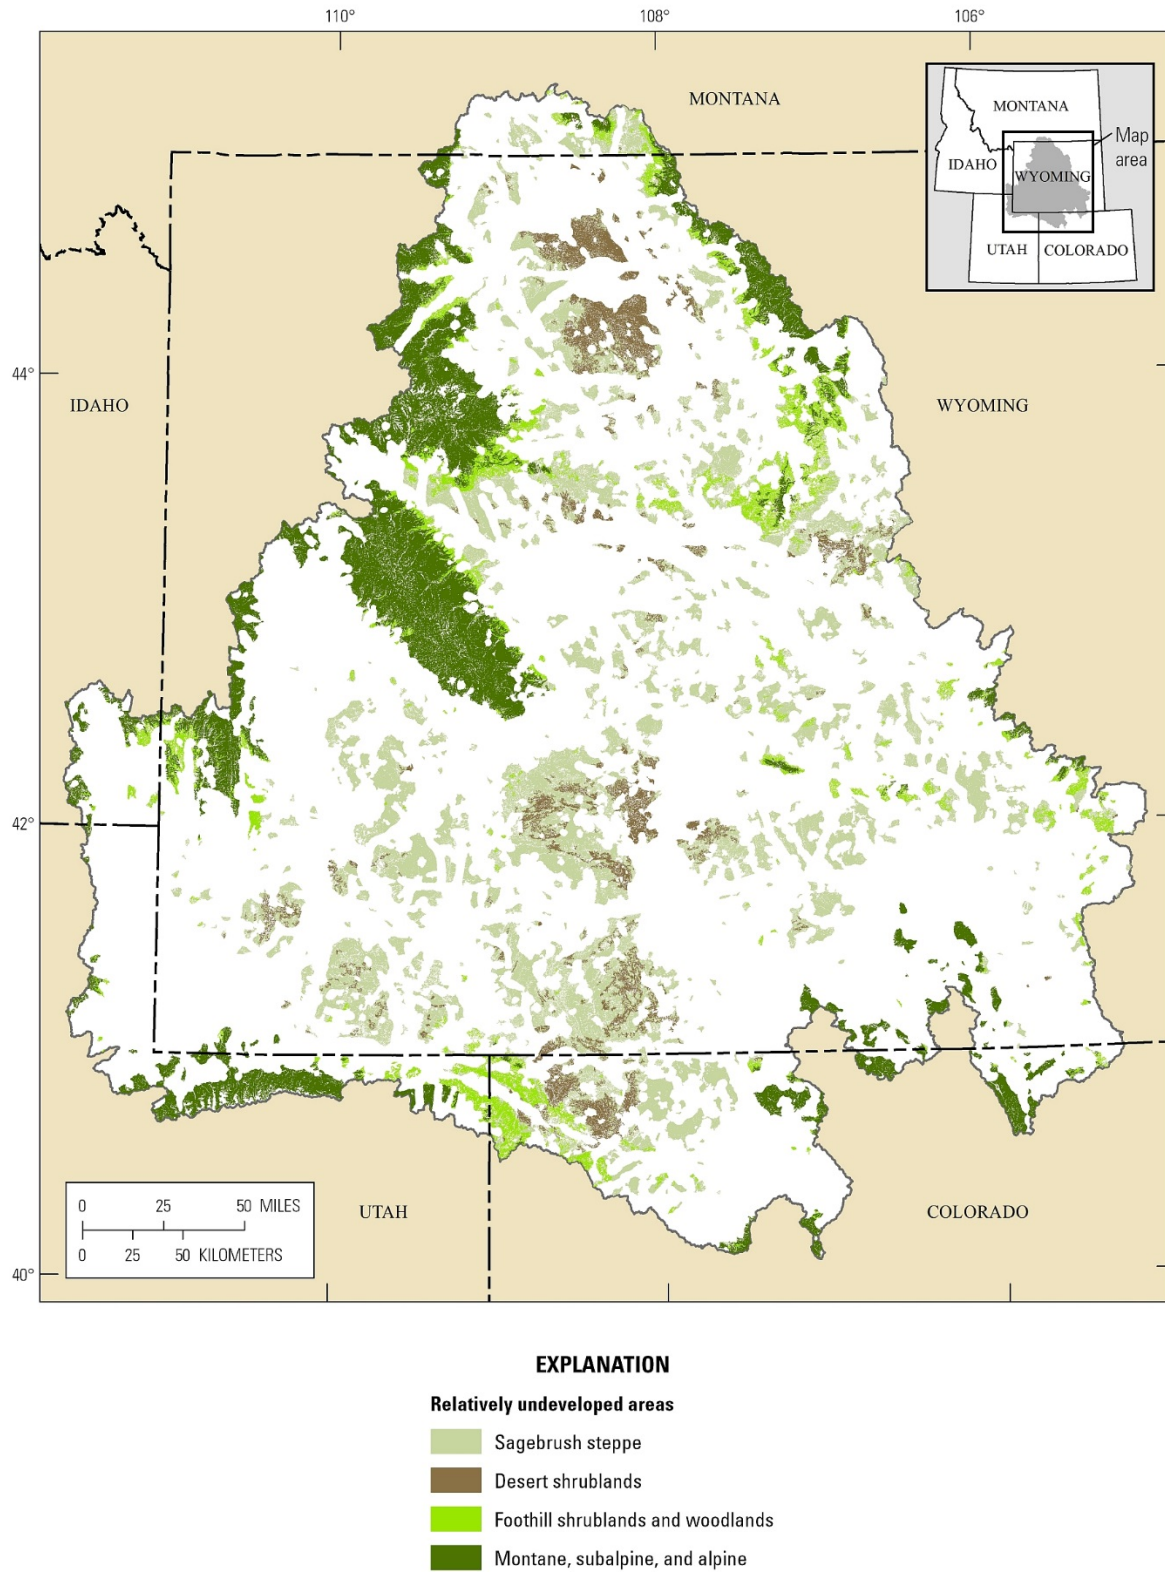 110°
108°
106°
MONTANA
MONTANA
Map
area
IDAHO
WYOMING
UTAH
COLORADO
44°
IDAHO
WYOMING
42°
0 25 50 MILES
0 25 50 KILOMETERS
UTAH
COLORADO
40°
EXPLANATION
Relatively undeveloped areas
Sagebrush steppe
Desert shrublands
Foothill shrublands and woodlands
Montane, subalpine, and alpine